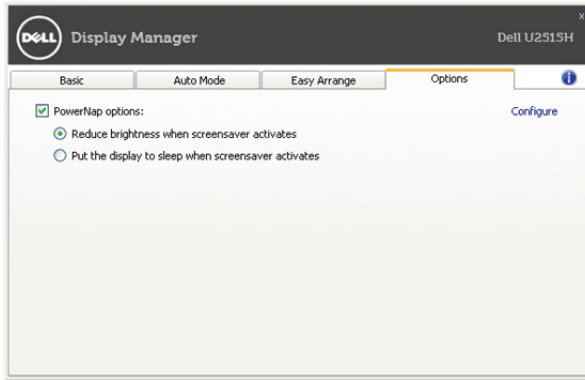 x
DELL Display Manager Dell U2515H
Basic Auto Mode Easy Arrange Options i
PowerNap options: Configure
Reduce brightness when screensaver activates
Put the display to sleep when screensaver activates